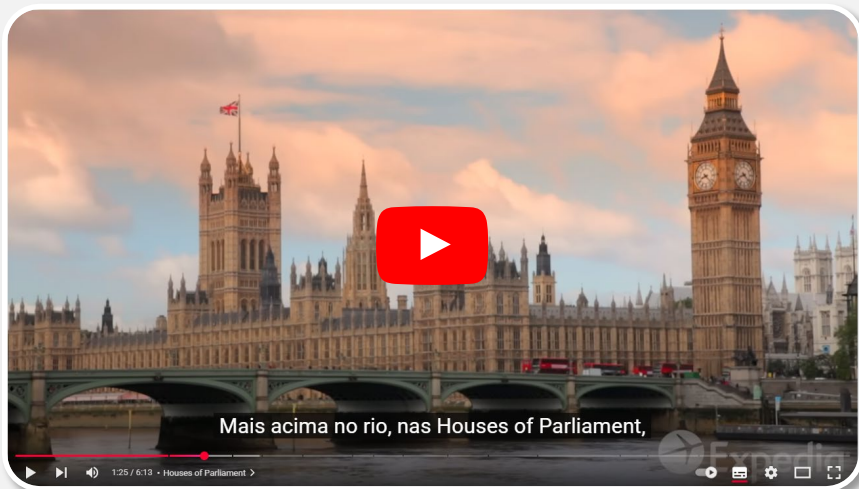 Mais acima no rio, nas Houses of Parliament,
1:25 / 6:13 • Houses of Parliament >
Expedia